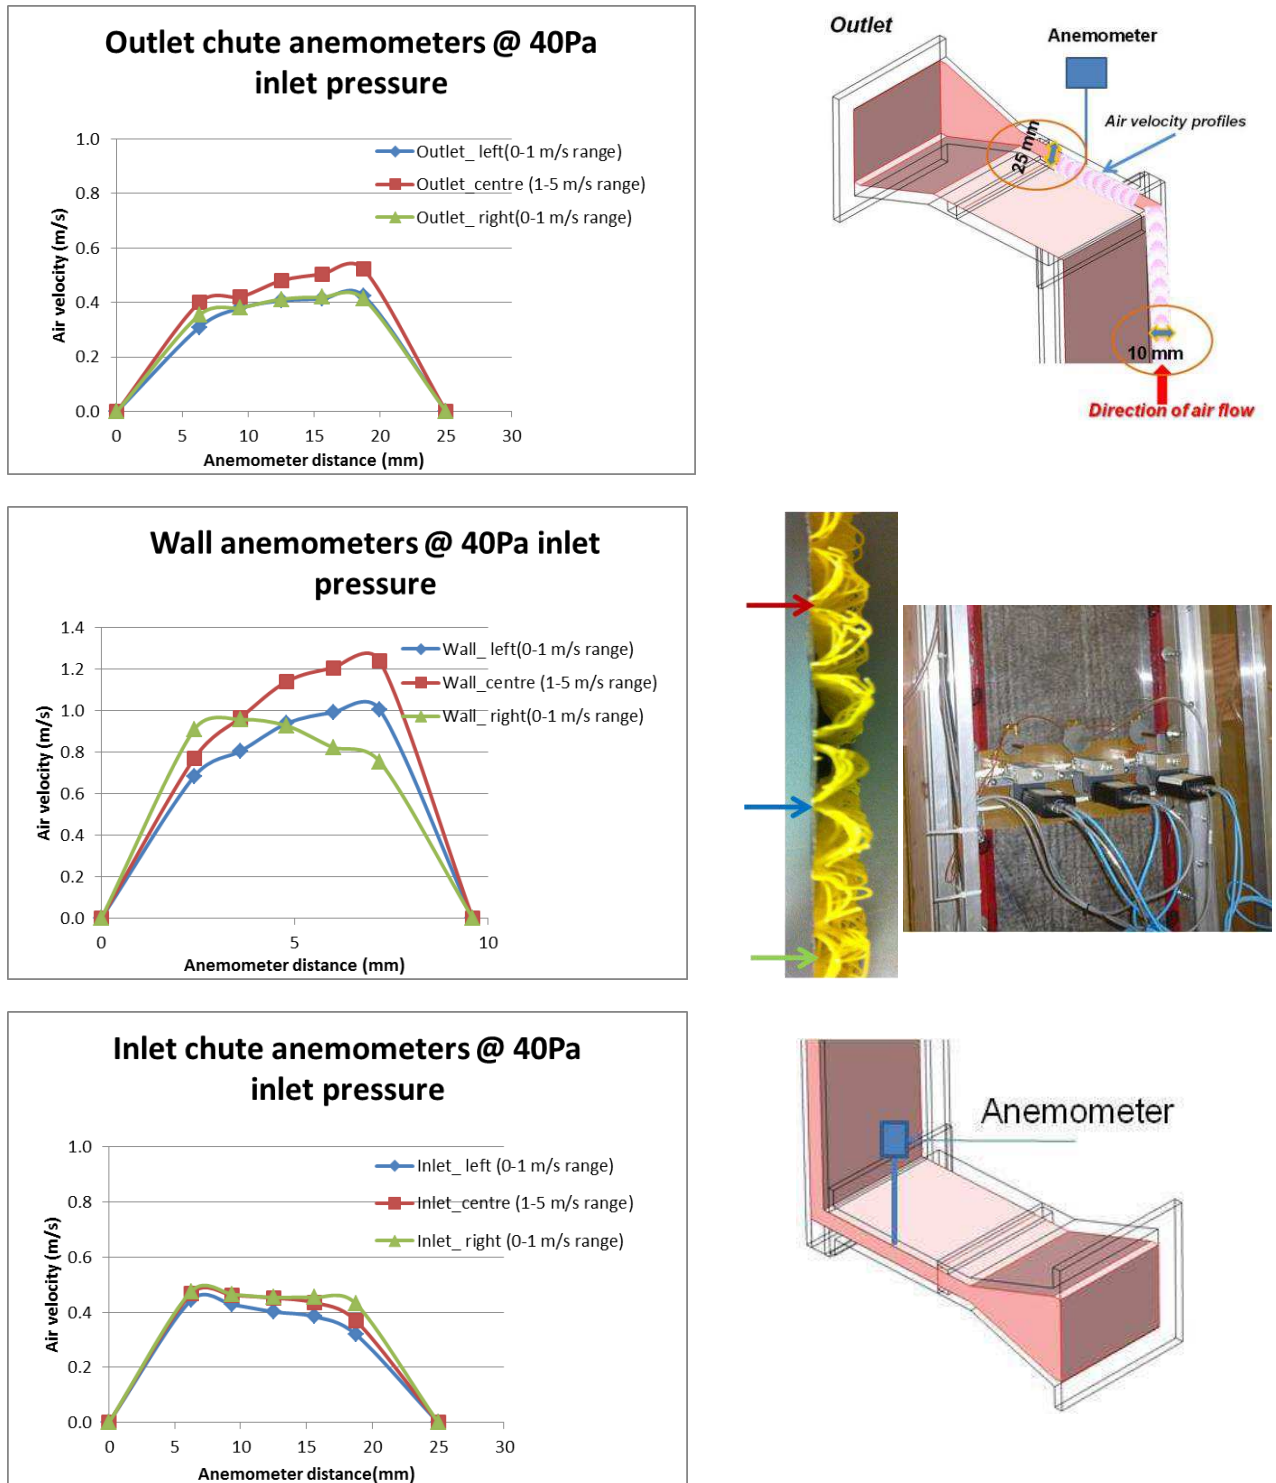 Outlet chute anemometers @ 40Pa
inlet pressure
Air velocity (m/s)
1.0
0.8
0.6
0.4
0.2
0.0
0 5 10 15 20 25 30
Anemometer distance (mm)
Outlet_ left(0-1 m/s range)
Outlet_centre (1-5 m/s range)
Outlet_ right(0-1 m/s range)
Outlet
Anemometer
Air velocity profiles
25 mm
10 mm
Direction of air flow
Wall anemometers @ 40Pa inlet
pressure
Air velocity (m/s)
1.4
1.2
1.0
0.8
0.6
0.4
0.2
0.0
0 5 10
Anemometer distance (mm)
Wall_ left(0-1 m/s range)
Wall_centre (1-5 m/s range)
Wall_ right(0-1 m/s range)
Inlet chute anemometers @ 40Pa
inlet pressure
Air velocity (m/s)
1.0
0.8
0.6
0.4
0.2
0.0
0 5 10 15 20 25 30
Anemometer distance(mm)
Inlet_ left (0-1 m/s range)
Inlet_centre (1-5 m/s range)
Inlet_ right (0-1 m/s range)
Anemometer